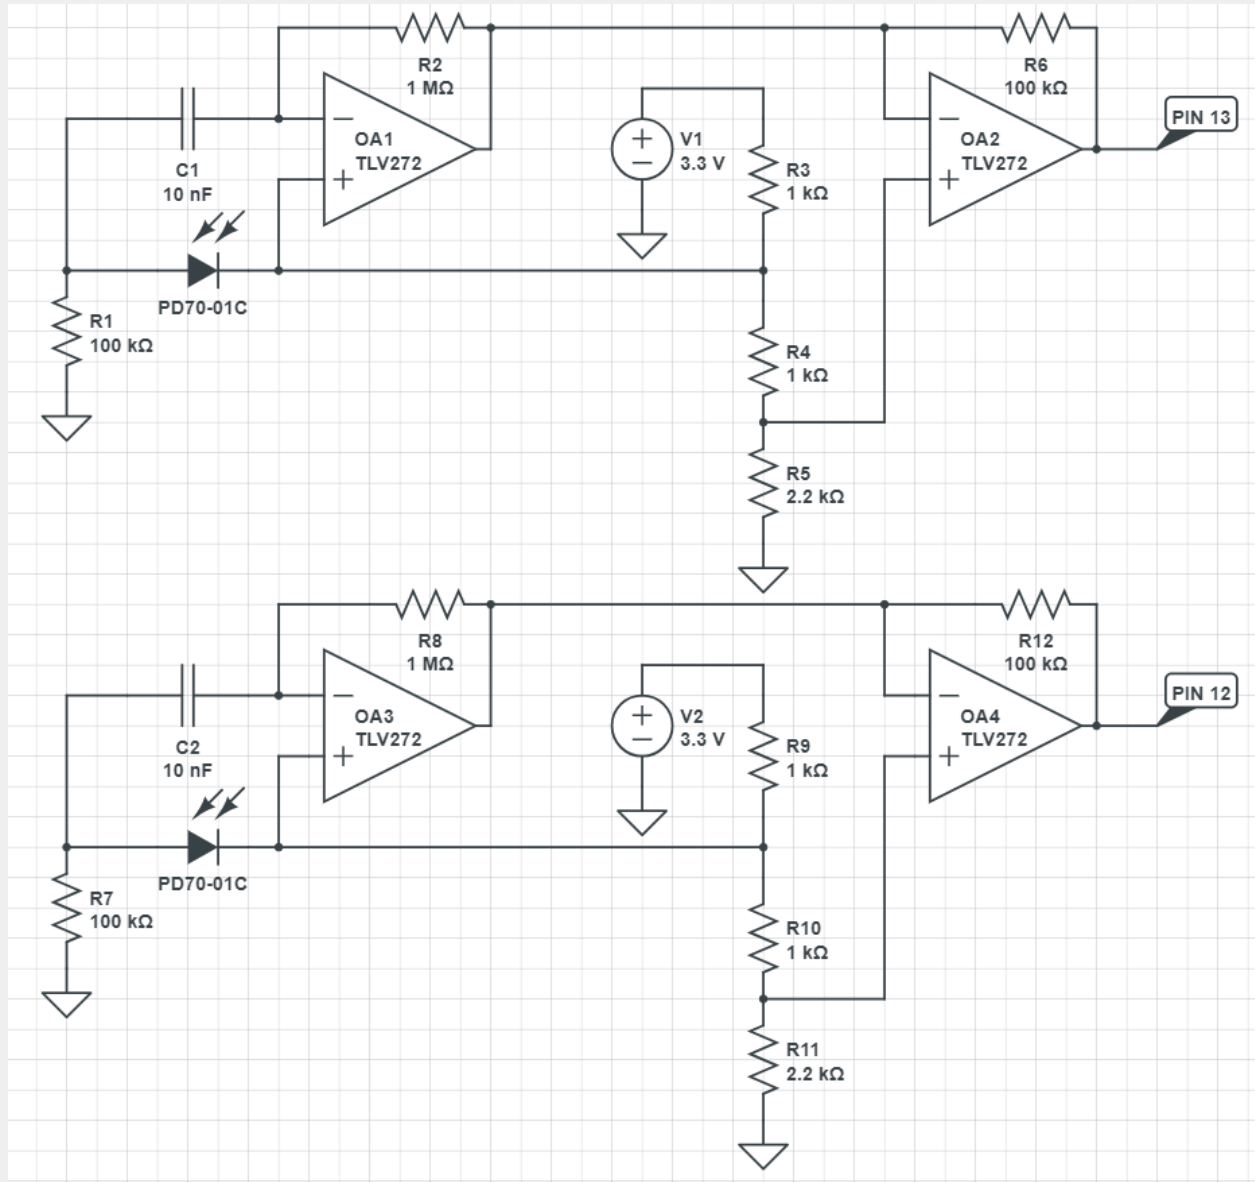 R2
1 MΩ
R6
100 kΩ
PIN 13
C1
10 nF
OA1
TLV272
V1
3.3 V
R3
1 kΩ
OA2
TLV272
PD70-01C
R1
100 kΩ
R4
1 kΩ
R5
2.2 kΩ
R8
1 MΩ
R12
100 kΩ
PIN 12
C2
10 nF
OA3
TLV272
V2
3.3 V
R9
1 kΩ
OA4
TLV272
PD70-01C
R7
100 kΩ
R10
1 kΩ
R11
2.2 kΩ